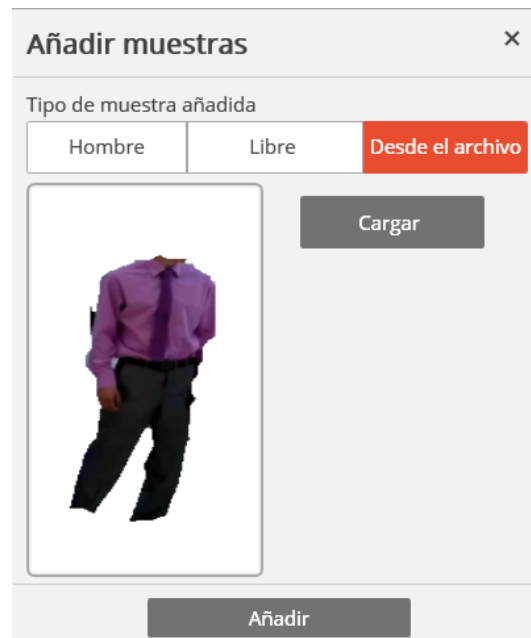 Añadir muestras ×
Tipo de muestra añadida
Hombre Libre Desde el archivo
Cargar
Añadir